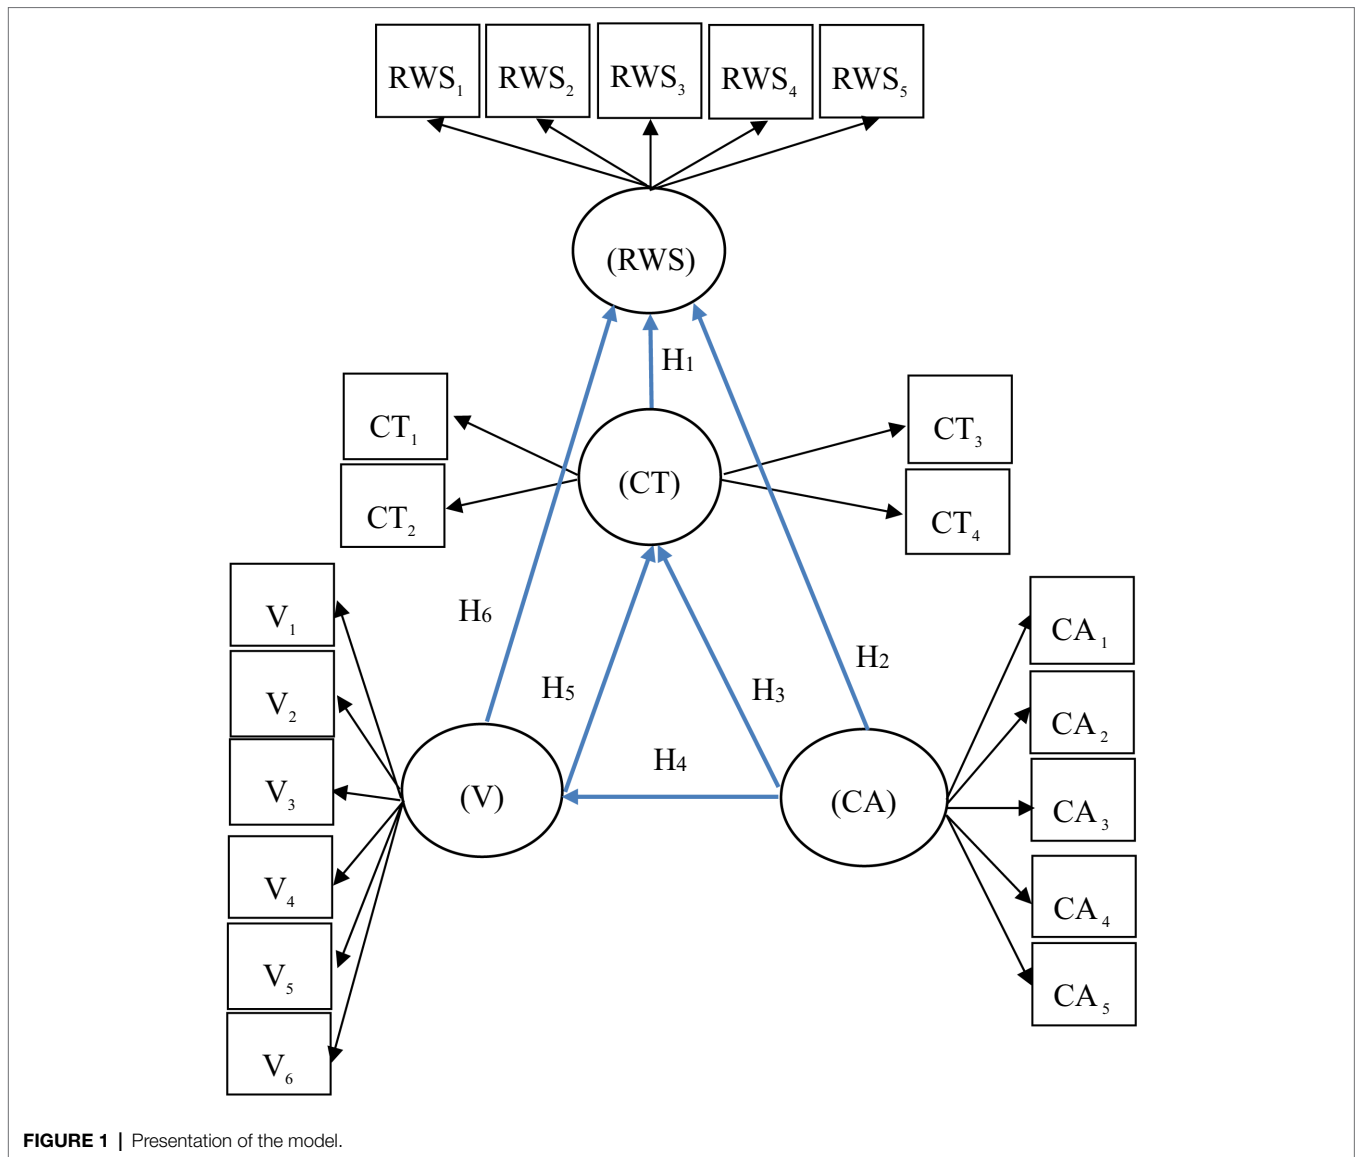 RWS₁ RWS₂ RWS₃ RWS₄ RWS₅
(RWS)
H1
CT₁
CT₃
(CT)
CT₂
CT₄
V₁
H6
CA₁
H2
H5
H3
V₂
CA₂
H4
V₃
(V)
(CA)
CA₃
V₄
CA₄
V₅
CA₅
V₆
FIGURE 1 | Presentation of the model.